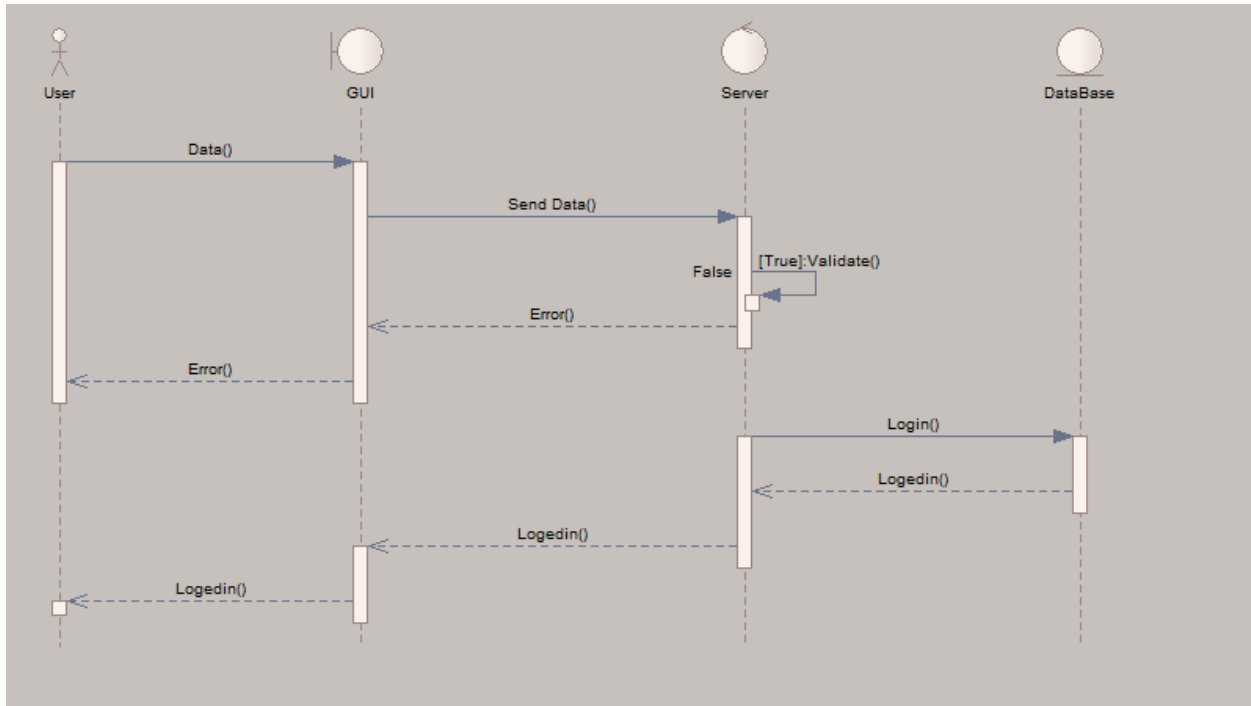 User
GUI
Server
DataBase
Data()
Send Data()
[True]:Validate()
False
Error()
Error()
Login()
Logedin()
Logedin()
Logedin()